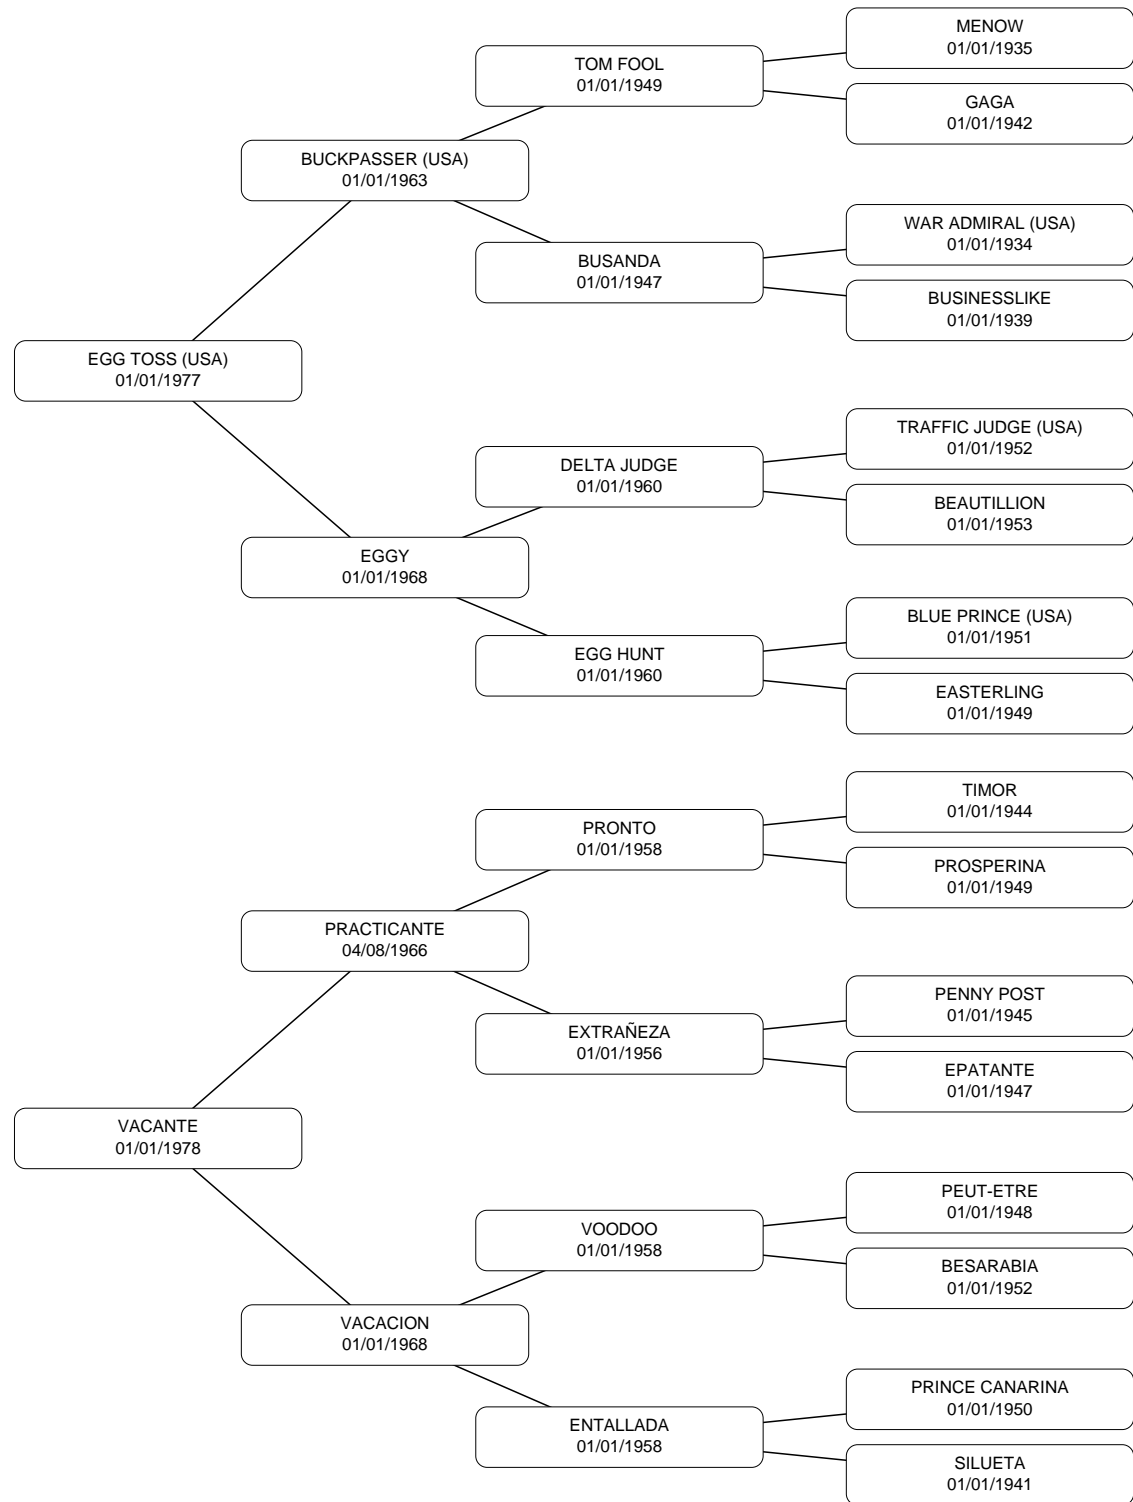 MENOW
01/01/1935
TOM FOOL
01/01/1949
GAGA
01/01/1942
BUCKPASSER (USA)
01/01/1963
WAR ADMIRAL (USA)
01/01/1934
BUSANDA
01/01/1947
BUSINESSLIKE
01/01/1939
EGG TOSS (USA)
01/01/1977
TRAFFIC JUDGE (USA)
01/01/1952
DELTA JUDGE
01/01/1960
BEAUTILLION
01/01/1953
EGGY
01/01/1968
BLUE PRINCE (USA)
01/01/1951
EGG HUNT
01/01/1960
EASTERLING
01/01/1949
TIMOR
01/01/1944
PRONTO
01/01/1958
PROSPERINA
01/01/1949
PRACTICANTE
04/08/1966
PENNY POST
01/01/1945
EXTRAÑEZA
01/01/1956
EPATANTE
01/01/1947
VACANTE
01/01/1978
PEUT-ETRE
01/01/1948
VOODOO
01/01/1958
BESARABIA
01/01/1952
VACACION
01/01/1968
PRINCE CANARINA
01/01/1950
ENTALLADA
01/01/1958
SILUETA
01/01/1941